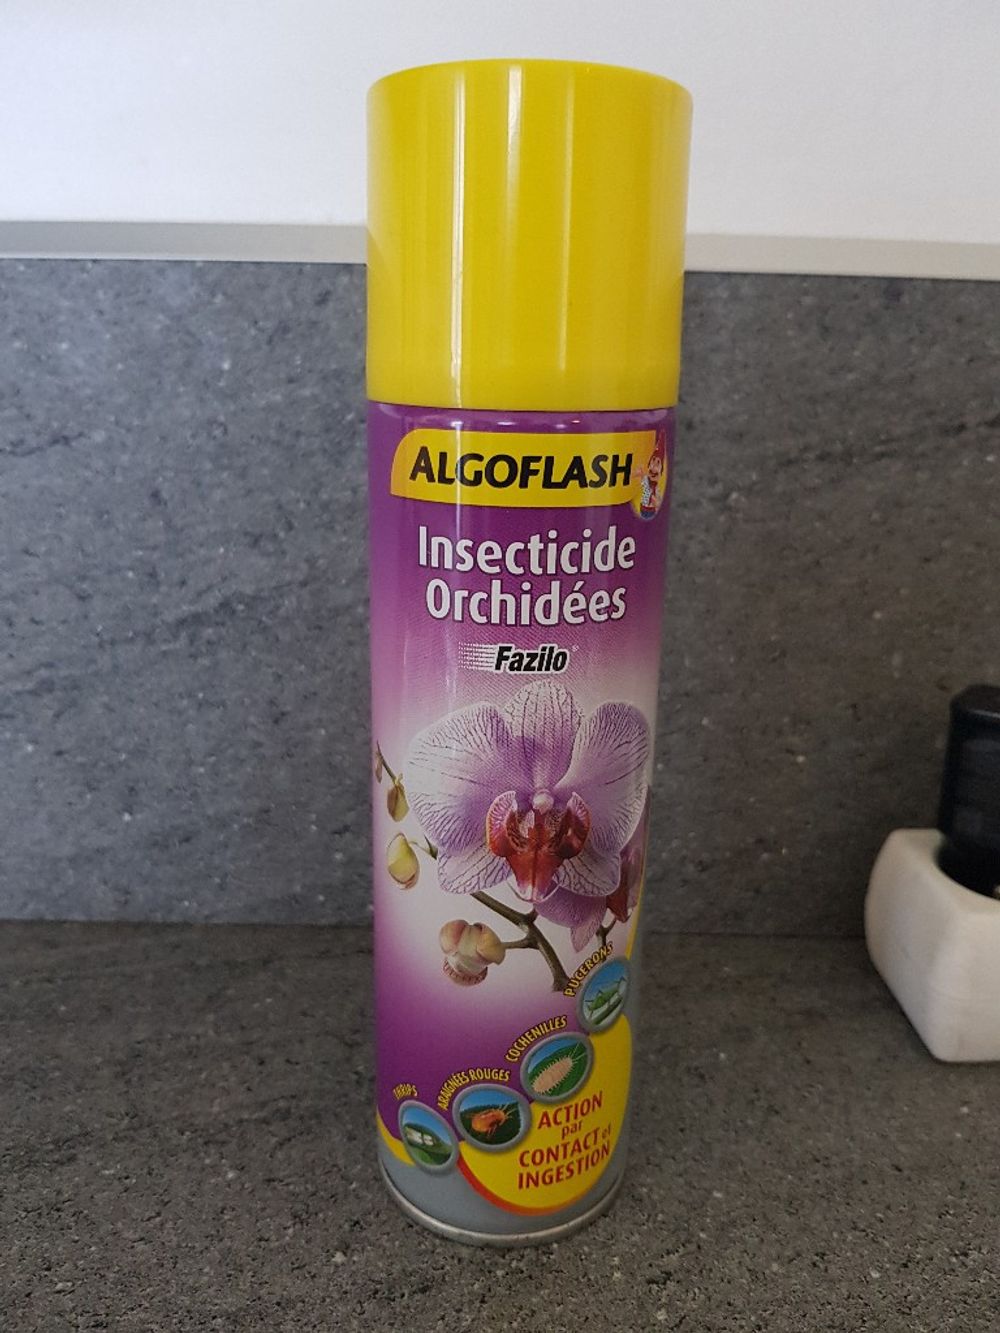 ALGOFLASH
Insecticide
Orchidées
Fazilo
PUCERONS
COCHENILLES
ARAIGNÉES ROUGES
THRIPS
ACTION
par
CONTACT et
INGESTION